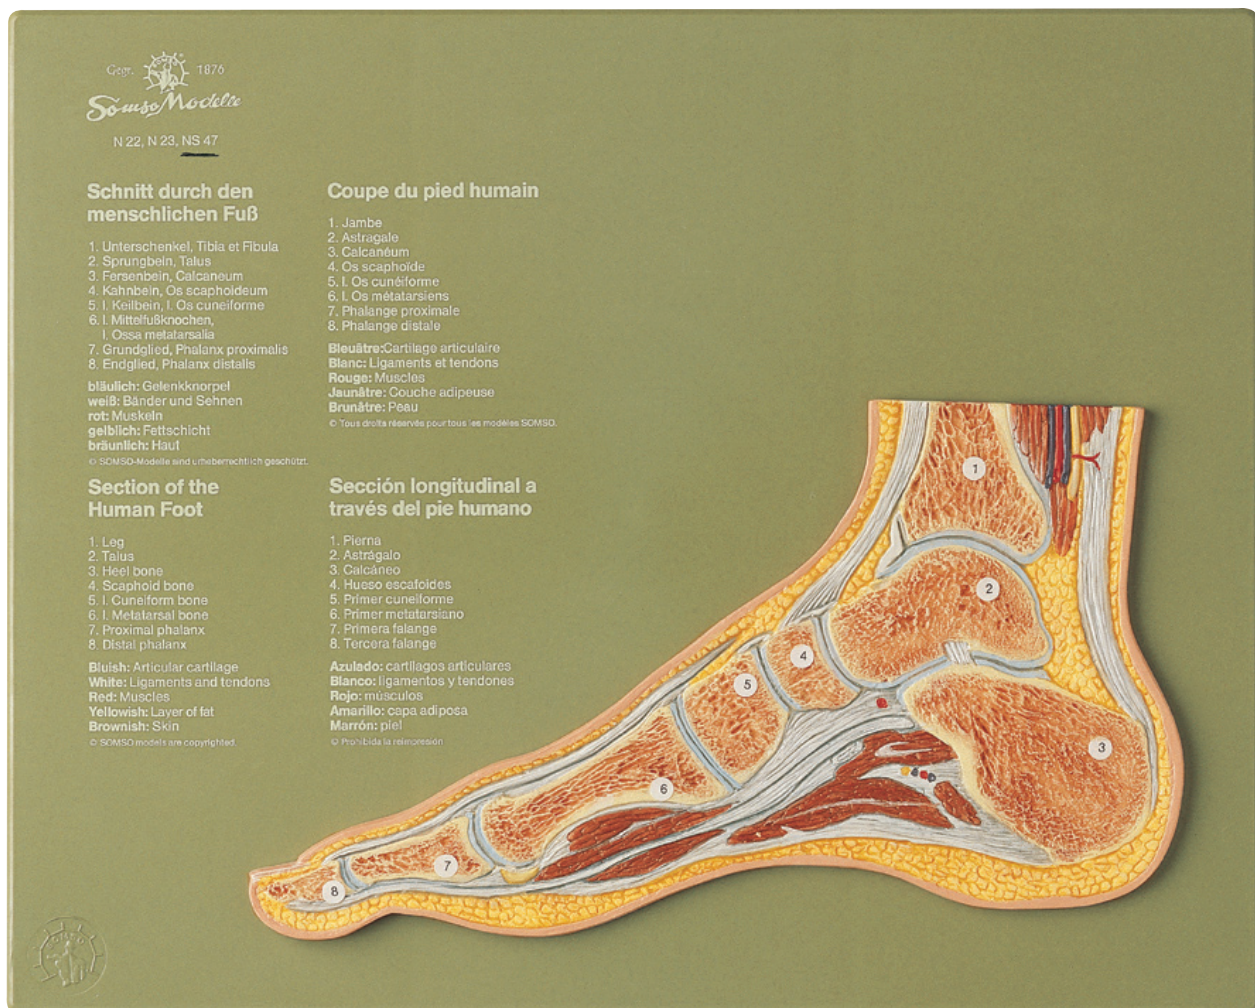 Gegr. 1876
Somso Modelle
N 22, N 23, NS 47
Schnitt durch den
menschlichen Fuß
1. Unterschenkel, Tibia et Fibula
2. Sprungbein, Talus
3. Fersenbein, Calcaneum
4. Kahnbein, Os scaphoideum
5. I. Keilbein, I. Os cuneiforme
6. I. Mittelfußknochen,
I. Ossa metatarsalia
7. Grundglied, Phalanx proximalis
8. Endglied, Phalanx distalis
bläulich: Gelenkknorpel
weiß: Bänder und Sehnen
rot: Muskeln
gelblich: Fettschicht
bräunlich: Haut
© SOMSO-Modelle sind urheberrechtlich geschützt.
Coupe du pied humain
1. Jambe
2. Astragale
3. Calcanéum
4. Os scaphoïde
5. I. Os cunéiforme
6. I. Os métatarsiens
7. Phalange proximale
8. Phalange distale
Bleuâtre:Cartilage articulaire
Blanc: Ligaments et tendons
Rouge: Muscles
Jaunâtre: Couche adipeuse
Brunâtre: Peau
© Tous droits réservés pour tous les modèles SOMSO.
Section of the
Human Foot
1. Leg
2. Talus
3. Heel bone
4. Scaphoid bone
5. I. Cuneiform bone
6. I. Metatarsal bone
7. Proximal phalanx
8. Distal phalanx
Bluish: Articular cartilage
White: Ligaments and tendons
Red: Muscles
Yellowish: Layer of fat
Brownish: Skin
© SOMSO models are copyrighted.
Sección longitudinal a
través del pie humano
1. Pierna
2. Astrágalo
3. Calcáneo
4. Hueso escafoides
5. Primer cuneiforme
6. Primer metatarsiano
7. Primera falange
8. Tercera falange
Azulado: cartílagos articulares
Blanco: ligamentos y tendones
Rojo: músculos
Amarillo: capa adiposa
Marrón: piel
© Prohibida la reimpresión
1
2
4
5
3
6
7
8